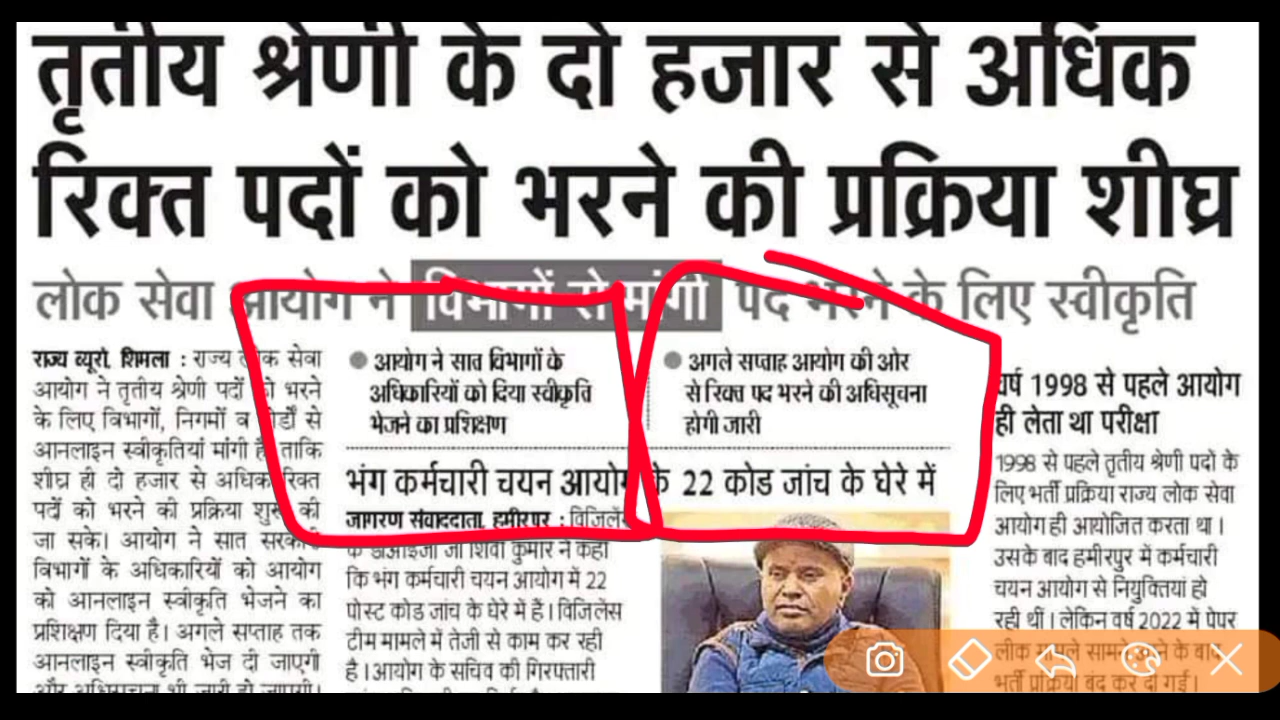 तृतीय श्रेणी के दो हजार से अधिक
रिक्त पदों को भरने की प्रक्रिया शीघ्र
लोक सेवा आयोग ने विभागों से मांगी पद भरने के लिए स्वीकृति
राज्य ब्यूरो, शिमला : राज्य लोक सेवा
आयोग ने तृतीय श्रेणी पदों को भरने
के लिए विभागों, निगमों व बोर्डों से
आनलाइन स्वीकृतियां मांगी हैं ताकि
शीघ्र ही दो हजार से अधिक रिक्त
पदों को भरने की प्रक्रिया शुरू की
जा सके। आयोग ने सात सरकारी
विभागों के अधिकारियों को आयोग
को आनलाइन स्वीकृति भेजने का
प्रशिक्षण दिया है। अगले सप्ताह तक
आनलाइन स्वीकृति भेज दी जाएगी
और अधिसूचना भी जारी हो जाएगी।
आयोग ने सात विभागों के
अधिकारियों को दिया स्वीकृति
भेजने का प्रशिक्षण
अगले सप्ताह आयोग की ओर
से रिक्त पद भरने की अधिसूचना
होगी जारी
भंग कर्मचारी चयन आयोग के 22 कोड जांच के घेरे में
जागरण संवाददाता, हमीरपुर : विजिलेंस
के डीआइजी जी शिवा कुमार ने कहा
कि भंग कर्मचारी चयन आयोग में 22
पोस्ट कोड जांच के घेरे में हैं। विजिलेंस
टीम मामले में तेजी से काम कर रही
है। आयोग के सचिव की गिरफ्तारी
वर्ष 1998 से पहले आयोग
ही लेता था परीक्षा
1998 से पहले तृतीय श्रेणी पदों के
लिए भर्ती प्रक्रिया राज्य लोक सेवा
आयोग ही आयोजित करता था।
उसके बाद हमीरपुर में कर्मचारी
चयन आयोग से नियुक्तियां हो
रही थीं। लेकिन वर्ष 2022 में पेपर
लीक मामले सामने आने के बाद
भर्ती प्रक्रिया बंद कर दी गई।